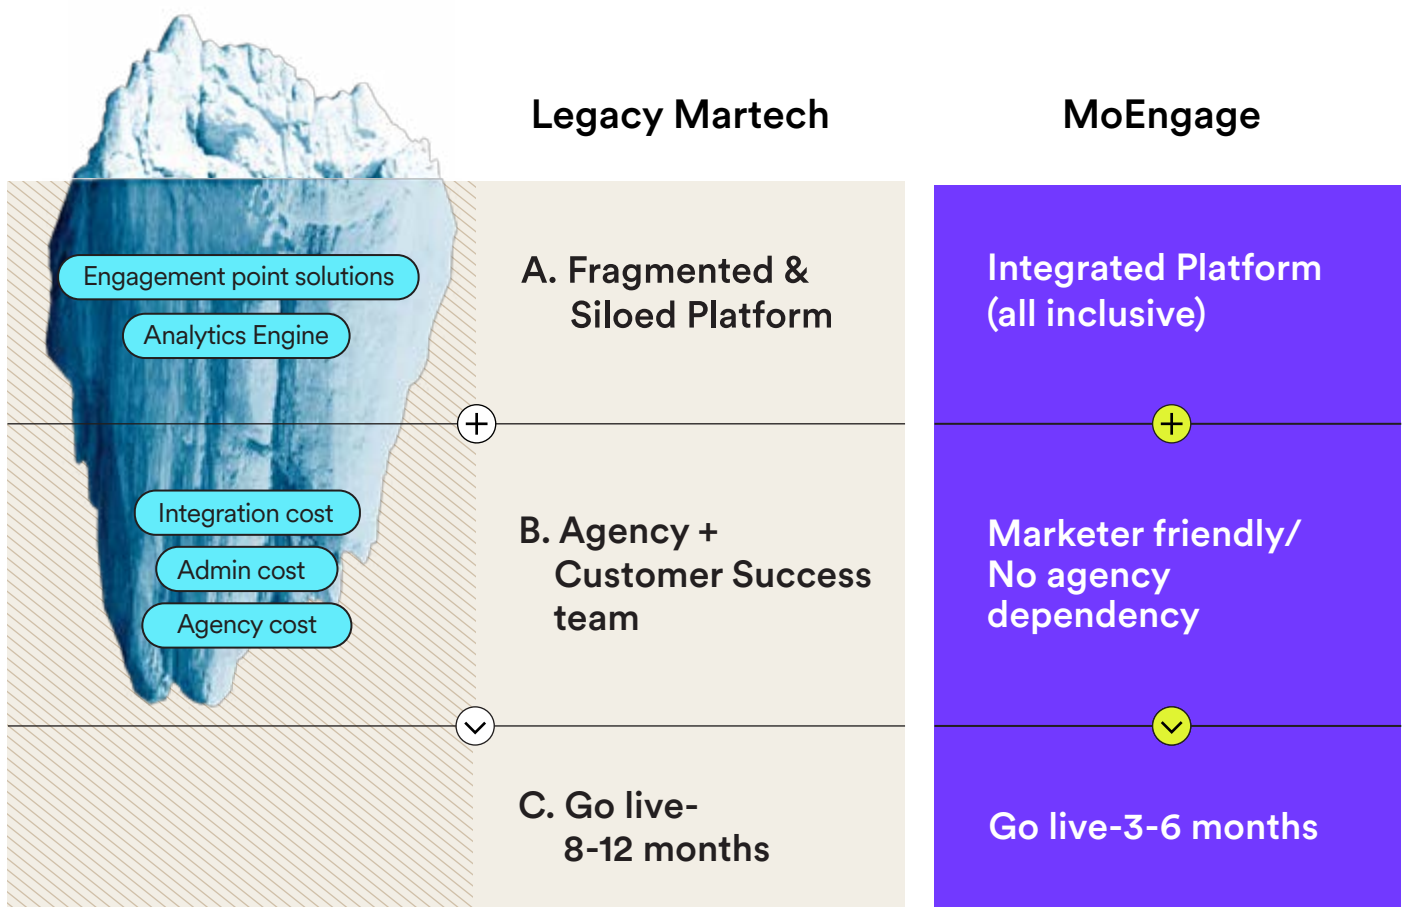 Legacy Martech
MoEngage
Engagement point solutions
Analytics Engine
A. Fragmented &
Siloed Platform
Integrated Platform
(all inclusive)
Integration cost
Admin cost
Agency cost
B. Agency +
Customer Success
team
Marketer friendly/
No agency
dependency
C. Go live-
8-12 months
Go live-3-6 months